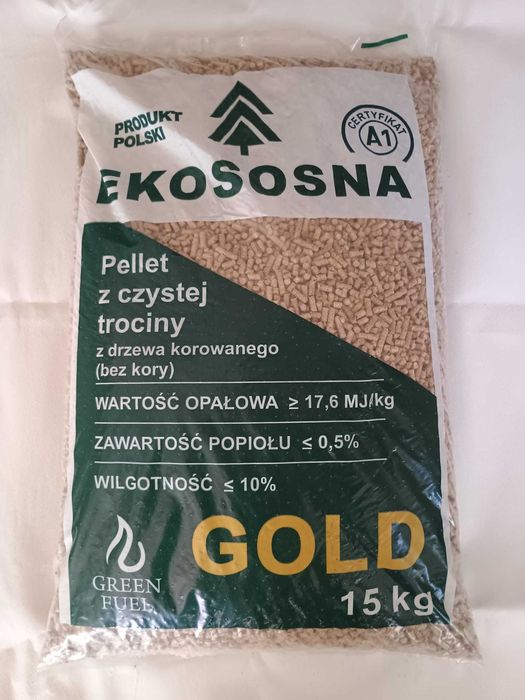 PRODUKT
POLSKI
CERTYFIKAT
A1
EKOSOSNA
Pellet
z czystej
trociny
z drzewa korowanego
(bez kory)
WARTOŚĆ OPAŁOWA ≥ 17,6 MJ/kg
ZAWARTOŚĆ POPIOŁU ≤ 0,5%
WILGOTNOŚĆ ≤ 10%
GOLD
GREEN
FUEL
15 kg